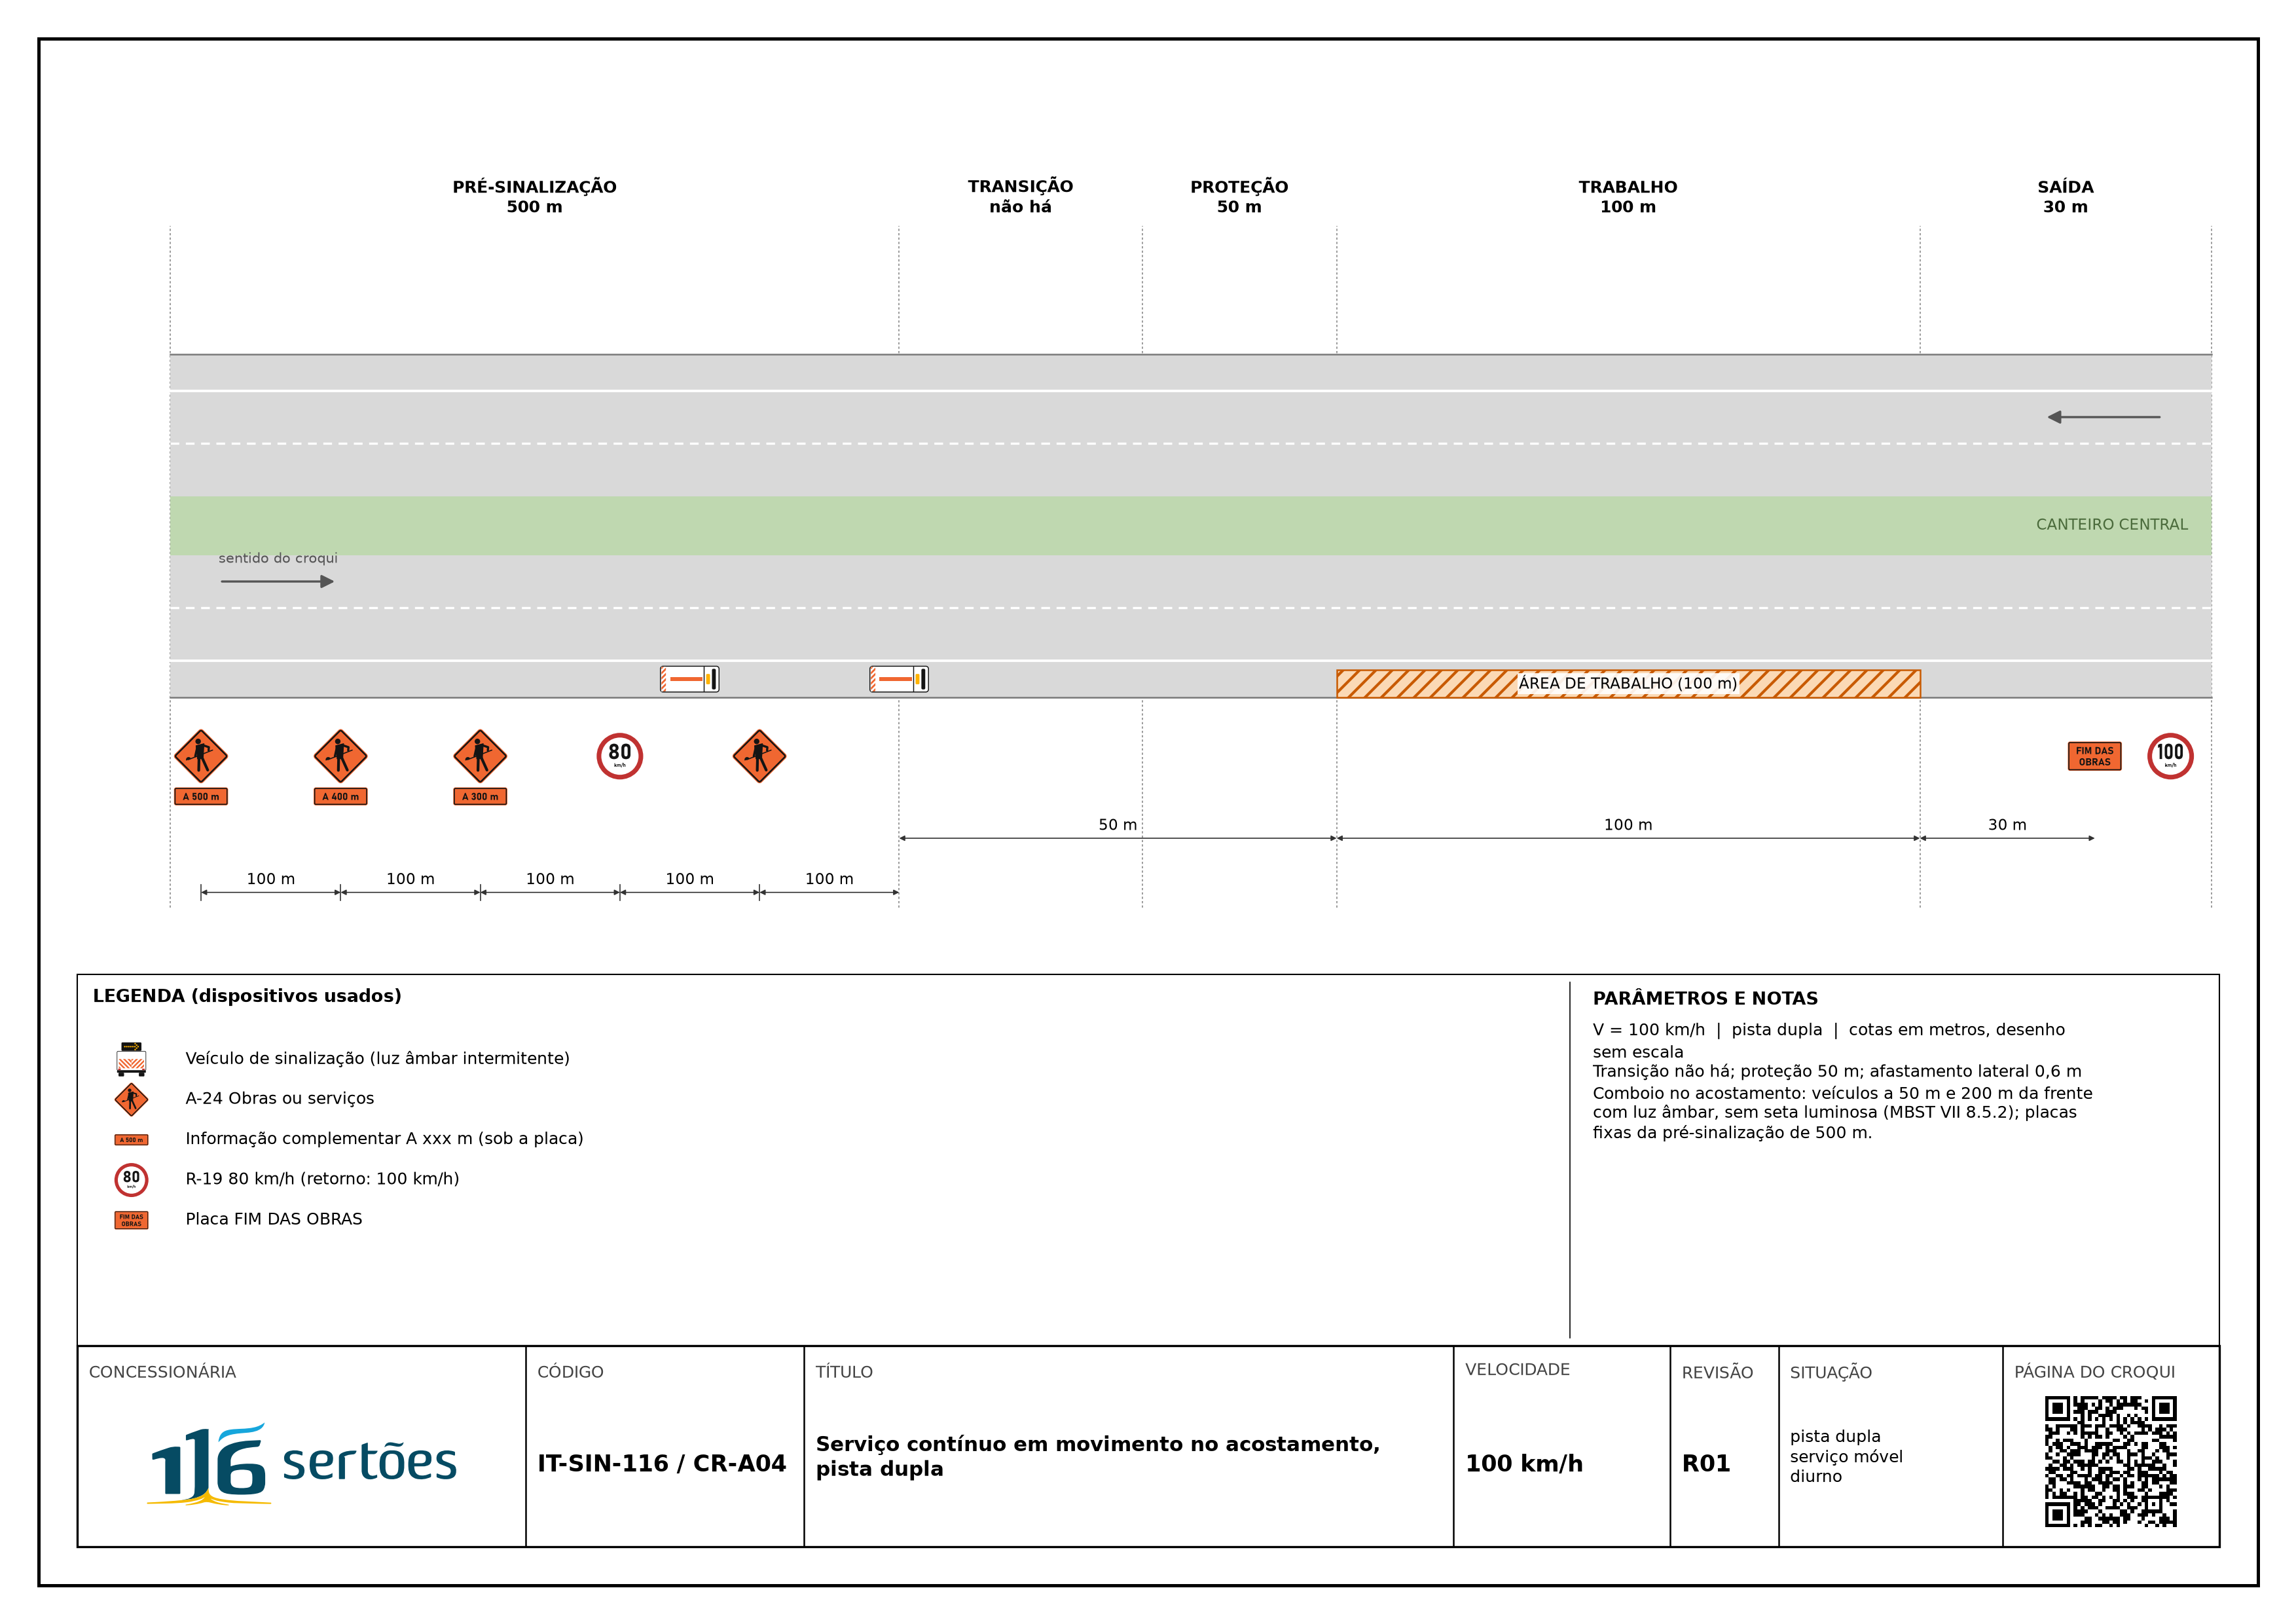 PRÉ-SINALIZAÇÃO
500 m
TRANSIÇÃO
não há
PROTEÇÃO
50 m
TRABALHO
100 m
SAÍDA
30 m
CANTEIRO CENTRAL
sentido do croqui
ÁREA DE TRABALHO (100 m)
80
km/h
FIM DAS
OBRAS
100
km/h
A 500 m
A 400 m
A 300 m
50 m
100 m
30 m
100 m
100 m
100 m
100 m
100 m
LEGENDA (dispositivos usados)
Veículo de sinalização (luz âmbar intermitente)
A-24 Obras ou serviços
A 500 m
Informação complementar A xxx m (sob a placa)
80
km/h
R-19 80 km/h (retorno: 100 km/h)
FIM DAS
OBRAS
Placa FIM DAS OBRAS
PARÂMETROS E NOTAS
V = 100 km/h | pista dupla | cotas em metros, desenho
sem escala
Transição não há; proteção 50 m; afastamento lateral 0,6 m
Comboio no acostamento: veículos a 50 m e 200 m da frente
com luz âmbar, sem seta luminosa (MBST VII 8.5.2); placas
fixas da pré-sinalização de 500 m.
CONCESSIONÁRIA
116 sertões
CÓDIGO
IT-SIN-116 / CR-A04
TÍTULO
Serviço contínuo em movimento no acostamento,
pista dupla
VELOCIDADE
100 km/h
REVISÃO
R01
SITUAÇÃO
pista dupla
serviço móvel
diurno
PÁGINA DO CROQUI